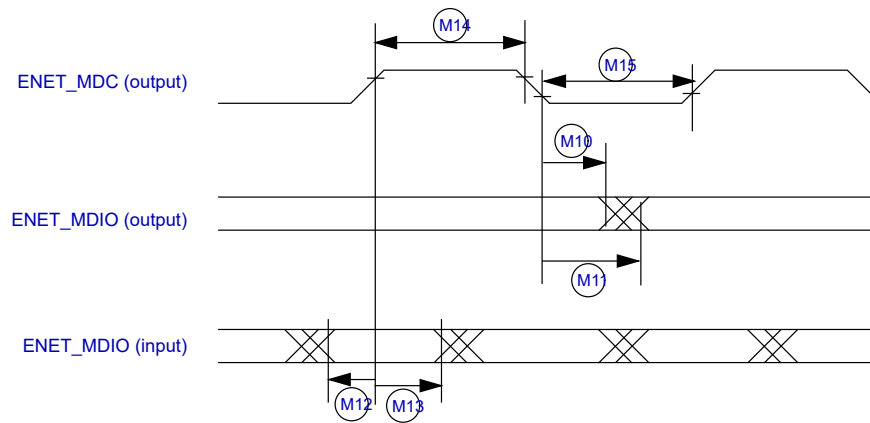 M14
ENET_MDC (output)
M15
M10
ENET_MDIO (output)
M11
ENET_MDIO (input)
M12
M13